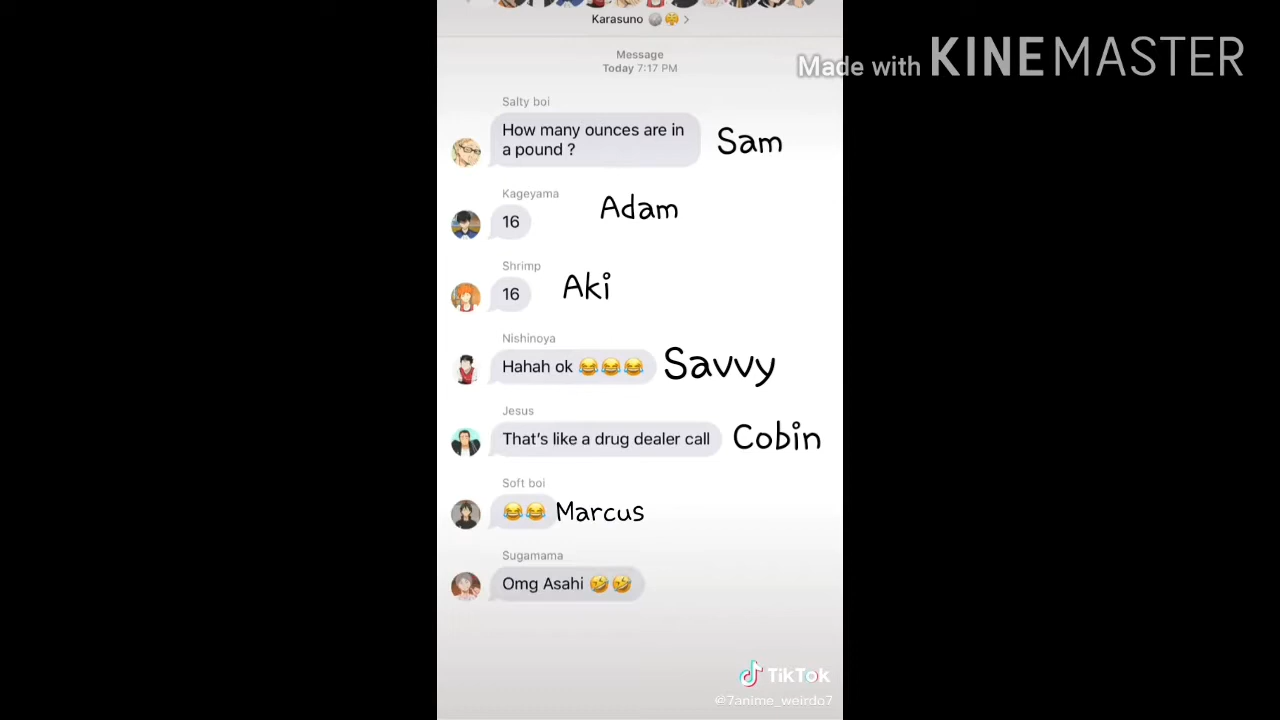 Karasuno
Made with KINEMASTER
Message
Today 7:17 PM
Salty boi
How many ounces are in
a pound ?
Sam
Kageyama
16
Adam
Shrimp
16
Aki
Nishinoya
Hahah ok 😂😂😂
Savvy
Jesus
That's like a drug dealer call
Cobin
Soft boi
😂😂
Marcus
Sugamama
Omg Asahi 🤣🤣
TikTok
@7anime_weirdo7